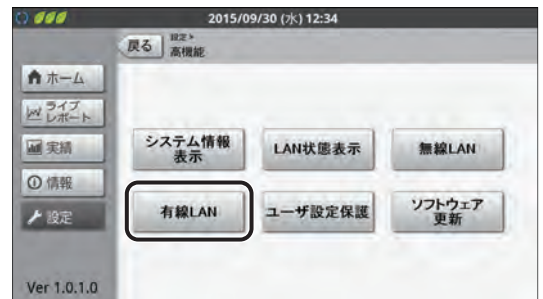 2015/09/30 (水) 12:34
戻る
設定>
高機能
ホーム
ライブ
レポート
実績
情報
設定
システム情報
表示
LAN状態表示
無線LAN
有線LAN
ユーザ設定保護
ソフトウェア
更新
Ver 1.0.1.0